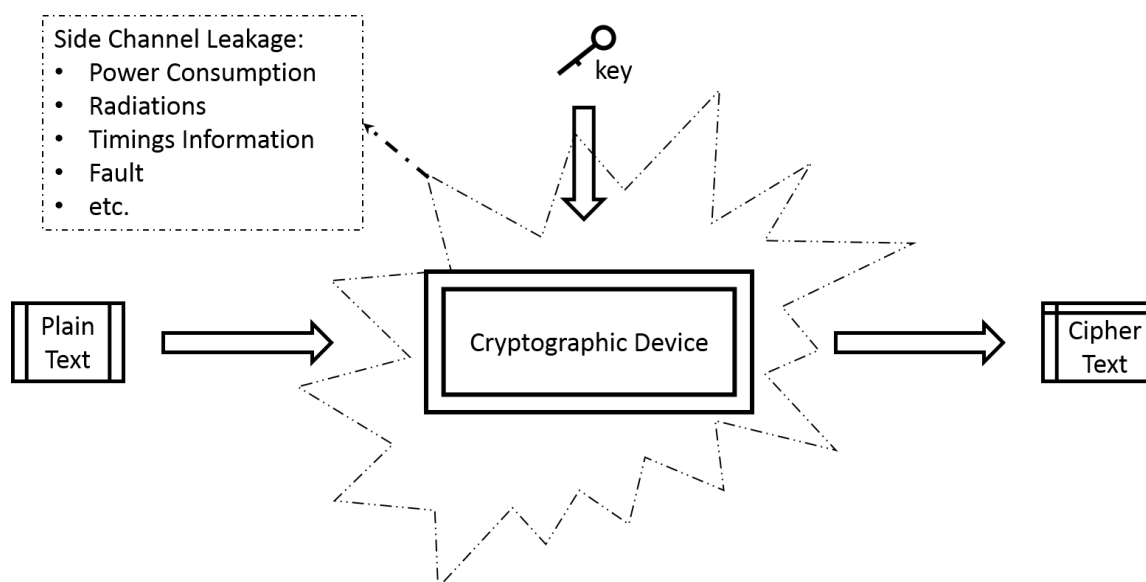 Side Channel Leakage:
• Power Consumption
• Radiations
• Timings Information
• Fault
• etc.
key
Plain
Text
Cryptographic Device
Cipher
Text